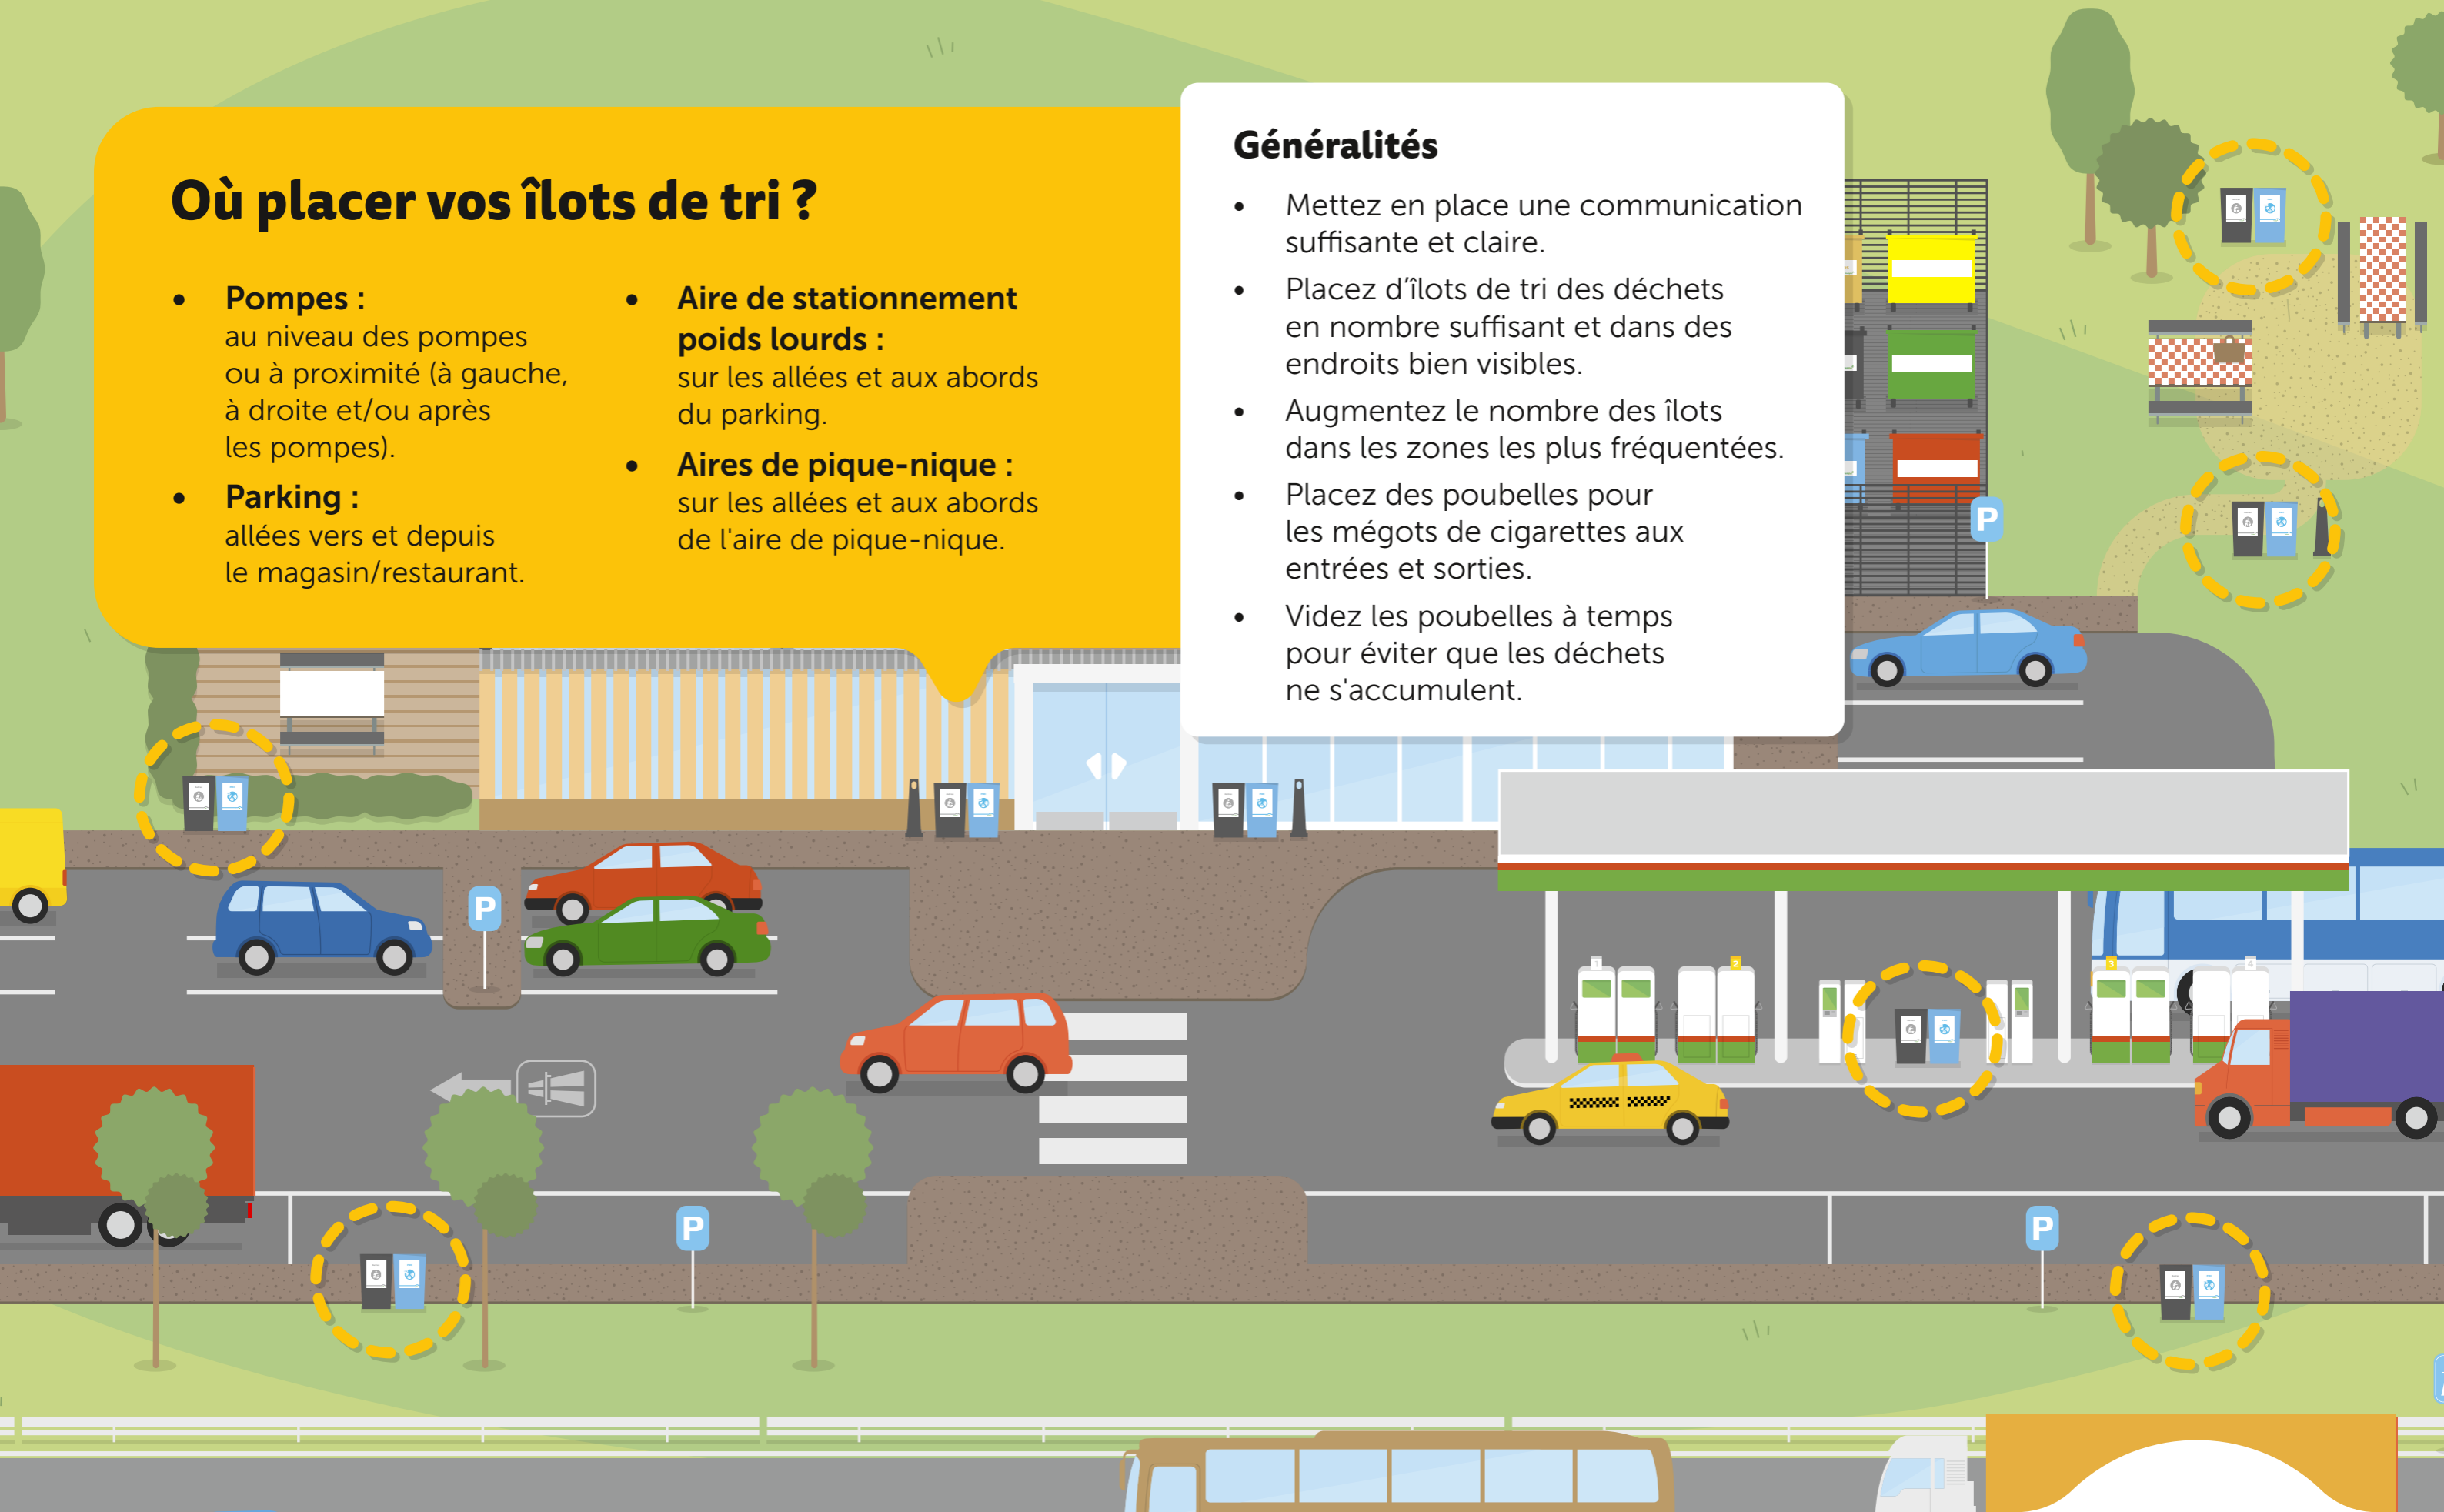 Où placer vos îlots de tri ?
• Pompes :
au niveau des pompes
ou à proximité (à gauche,
à droite et/ou après
les pompes).
• Parking :
allées vers et depuis
le magasin/restaurant.
• Aire de stationnement
poids lourds :
sur les allées et aux abords
du parking.
• Aires de pique-nique :
sur les allées et aux abords
de l'aire de pique-nique.
Généralités
• Mettez en place une communication
suffisante et claire.
• Placez d'îlots de tri des déchets
en nombre suffisant et dans des
endroits bien visibles.
• Augmentez le nombre des îlots
dans les zones les plus fréquentées.
• Placez des poubelles pour
les mégots de cigarettes aux
entrées et sorties.
• Videz les poubelles à temps
pour éviter que les déchets
ne s'accumulent.
P
P
1
2
3
4
P
P